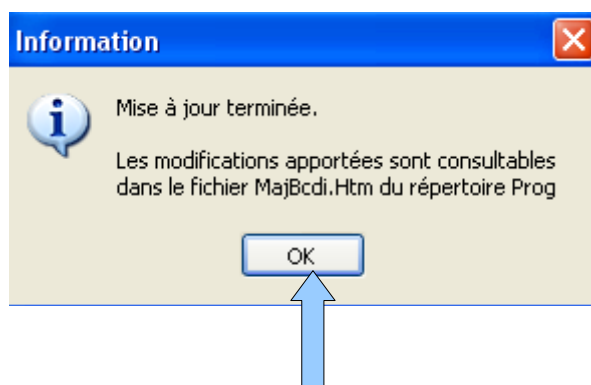 Information
Mise à jour terminée.
Les modifications apportées sont consultables
dans le fichier MajBcdi.Htm du répertoire Prog
OK